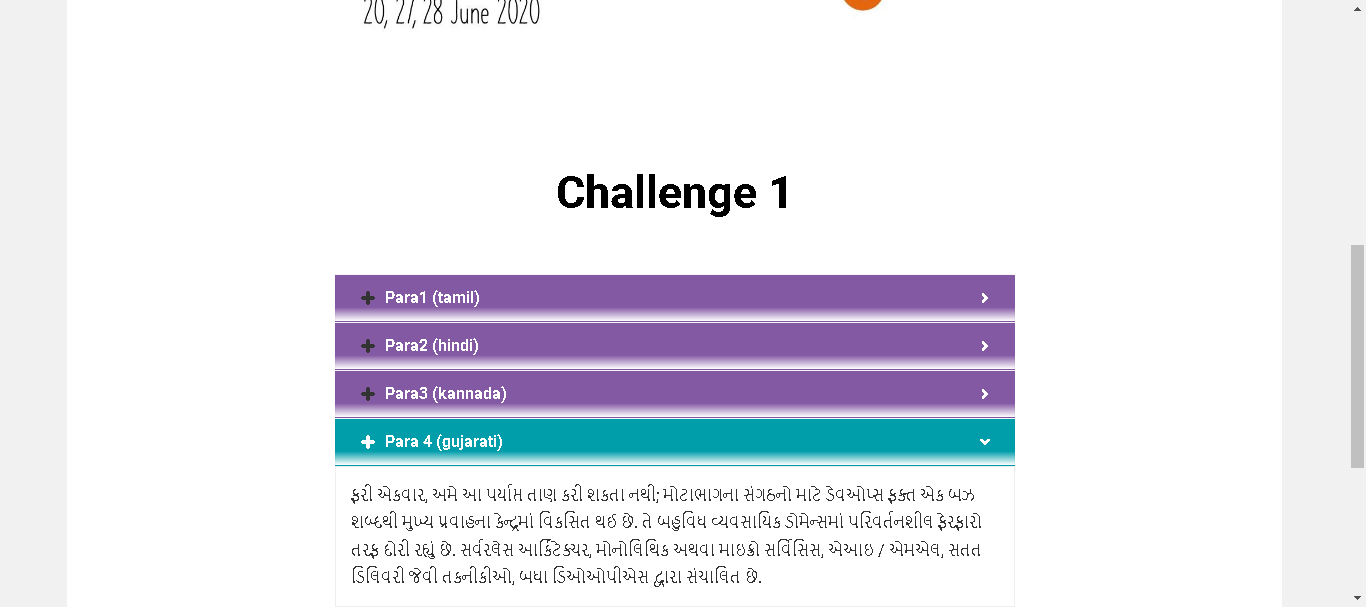 20, 27, 28 June 2020
Challenge 1
Para1 (tamil)
Para2 (hindi)
Para3 (kannada)
Para 4 (gujarati)
ફરી એકવાર, અમે આ પર્યાપ્ત તાણ કરી શકતા નથી; મોટાભાગના સંગઠનો માટે ડેવઓપ્સ ફક્ત એક બઝ
શબ્દથી મુખ્ય પ્રવાહના કેન્દ્રમાં વિકસિત થઈ છે. તે બહુવિધ વ્યવસાયિક ડોમેન્સમાં પરિવર્તનશીલ ફેરફારો
તરફ દોરી રહ્યું છે. સર્વરલેસ આર્કિટેક્ચર, મોનોલિથિક અથવા માઇક્રો સર્વિસિસ, એઆઇ / એમએલ, સતત
ડિલિવરી જેવી તકનીકીઓ, બધા ડિઓઓપીએસ દ્વારા સંચાલિત છે.